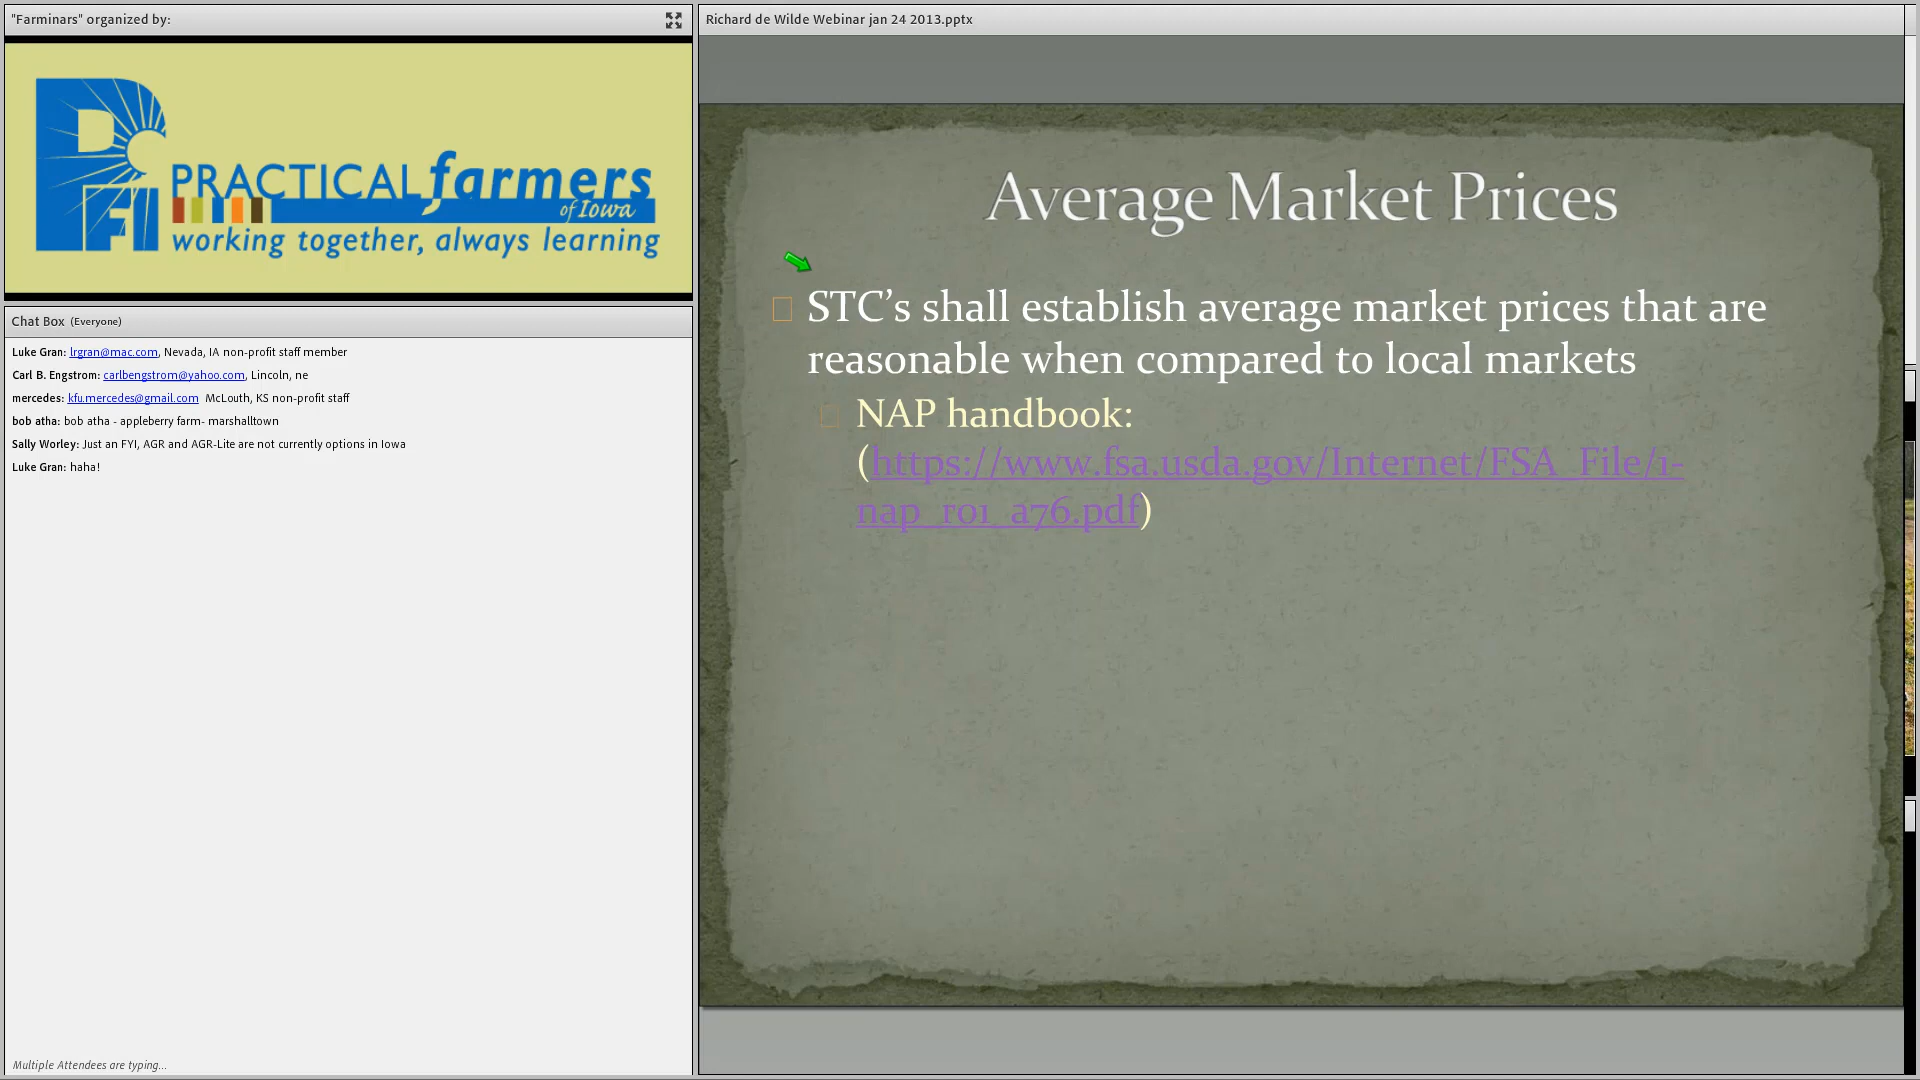 "Farminars" organized by:
PFI
PRACTICAL farmers
of Iowa
working together, always learning
Chat Box (Everyone)
Luke Gran: lrgran@mac.com, Nevada, IA non-profit staff member
Carl B. Engstrom: carlbengstrom@yahoo.com, Lincoln, ne
mercedes: kfu.mercedes@gmail.com  McLouth, KS non-profit staff
bob atha: bob atha - appleberry farm- marshalltown
Sally Worley: Just an FYI, AGR and AGR-Lite are not currently options in Iowa
Luke Gran: haha!
Multiple Attendees are typing...
Richard de Wilde Webinar jan 24 2013.pptx
Average Market Prices
STC’s shall establish average market prices that are
reasonable when compared to local markets
NAP handbook:
(https://www.fsa.usda.gov/Internet/FSA_File/1-
nap_r01_a76.pdf)